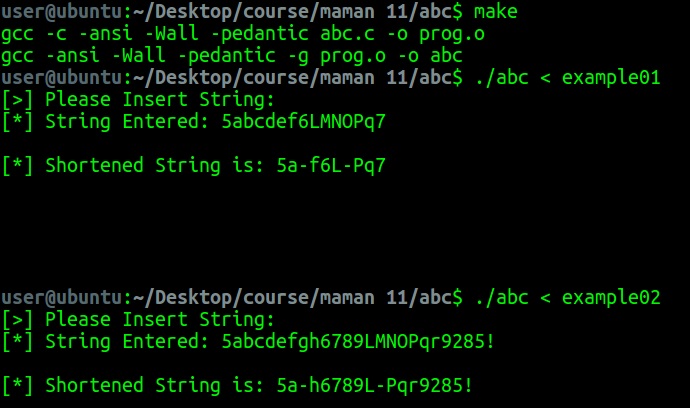 user@ubuntu:~/Desktop/course/maman 11/abc$ make
gcc -c -ansi -Wall -pedantic abc.c -o prog.o
gcc -ansi -Wall -pedantic -g prog.o -o abc
user@ubuntu:~/Desktop/course/maman 11/abc$ ./abc < example01
[>] Please Insert String:
[*] String Entered: 5abcdef6LMNOPq7
[*] Shortened String is: 5a-f6L-Pq7
user@ubuntu:~/Desktop/course/maman 11/abc$ ./abc < example02
[>] Please Insert String:
[*] String Entered: 5abcdefgh6789LMNOPqr9285!
[*] Shortened String is: 5a-h6789L-Pqr9285!